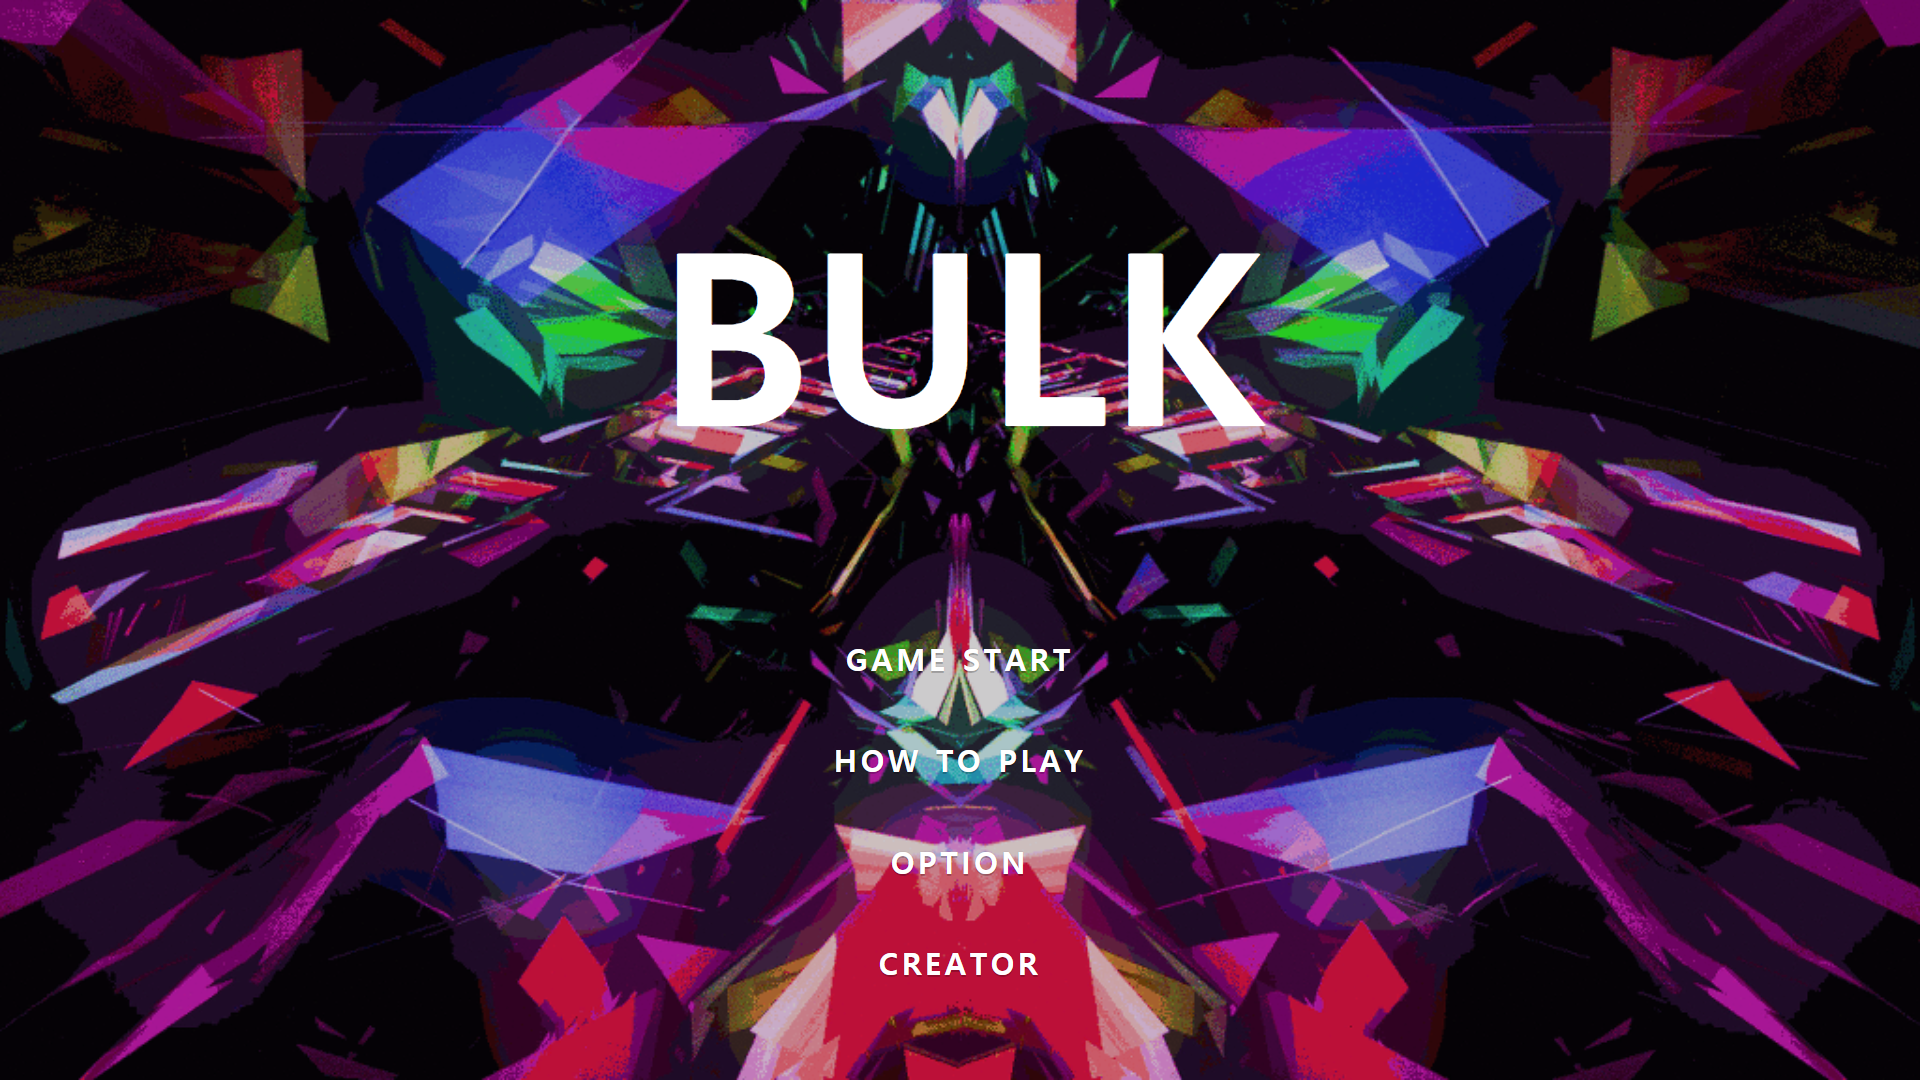 BULK
GAME START
HOW TO PLAY
OPTION
CREATOR